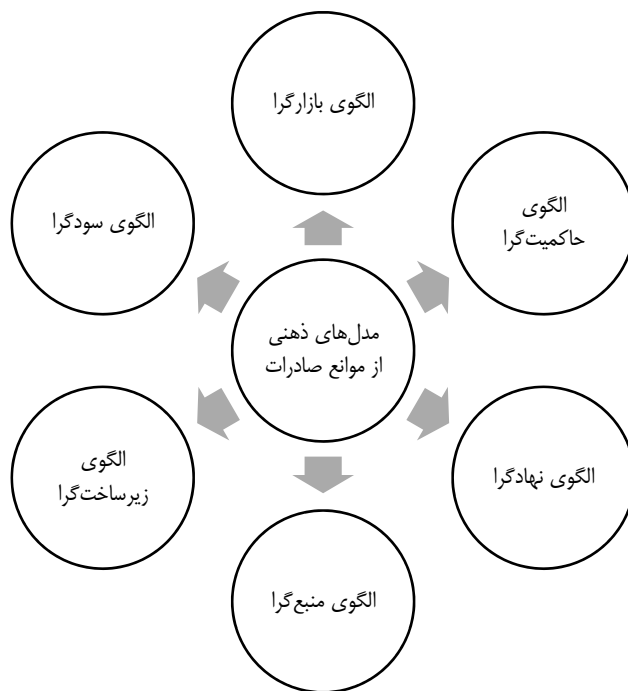 الگوی بازارگرا
الگوی
حاکمیت‌گرا
الگوی سودگرا
مدل‌های ذهنی
از موانع صادرات
الگوی نهادگرا
الگوی
زیرساخت‌گرا
الگوی منبع‌گرا